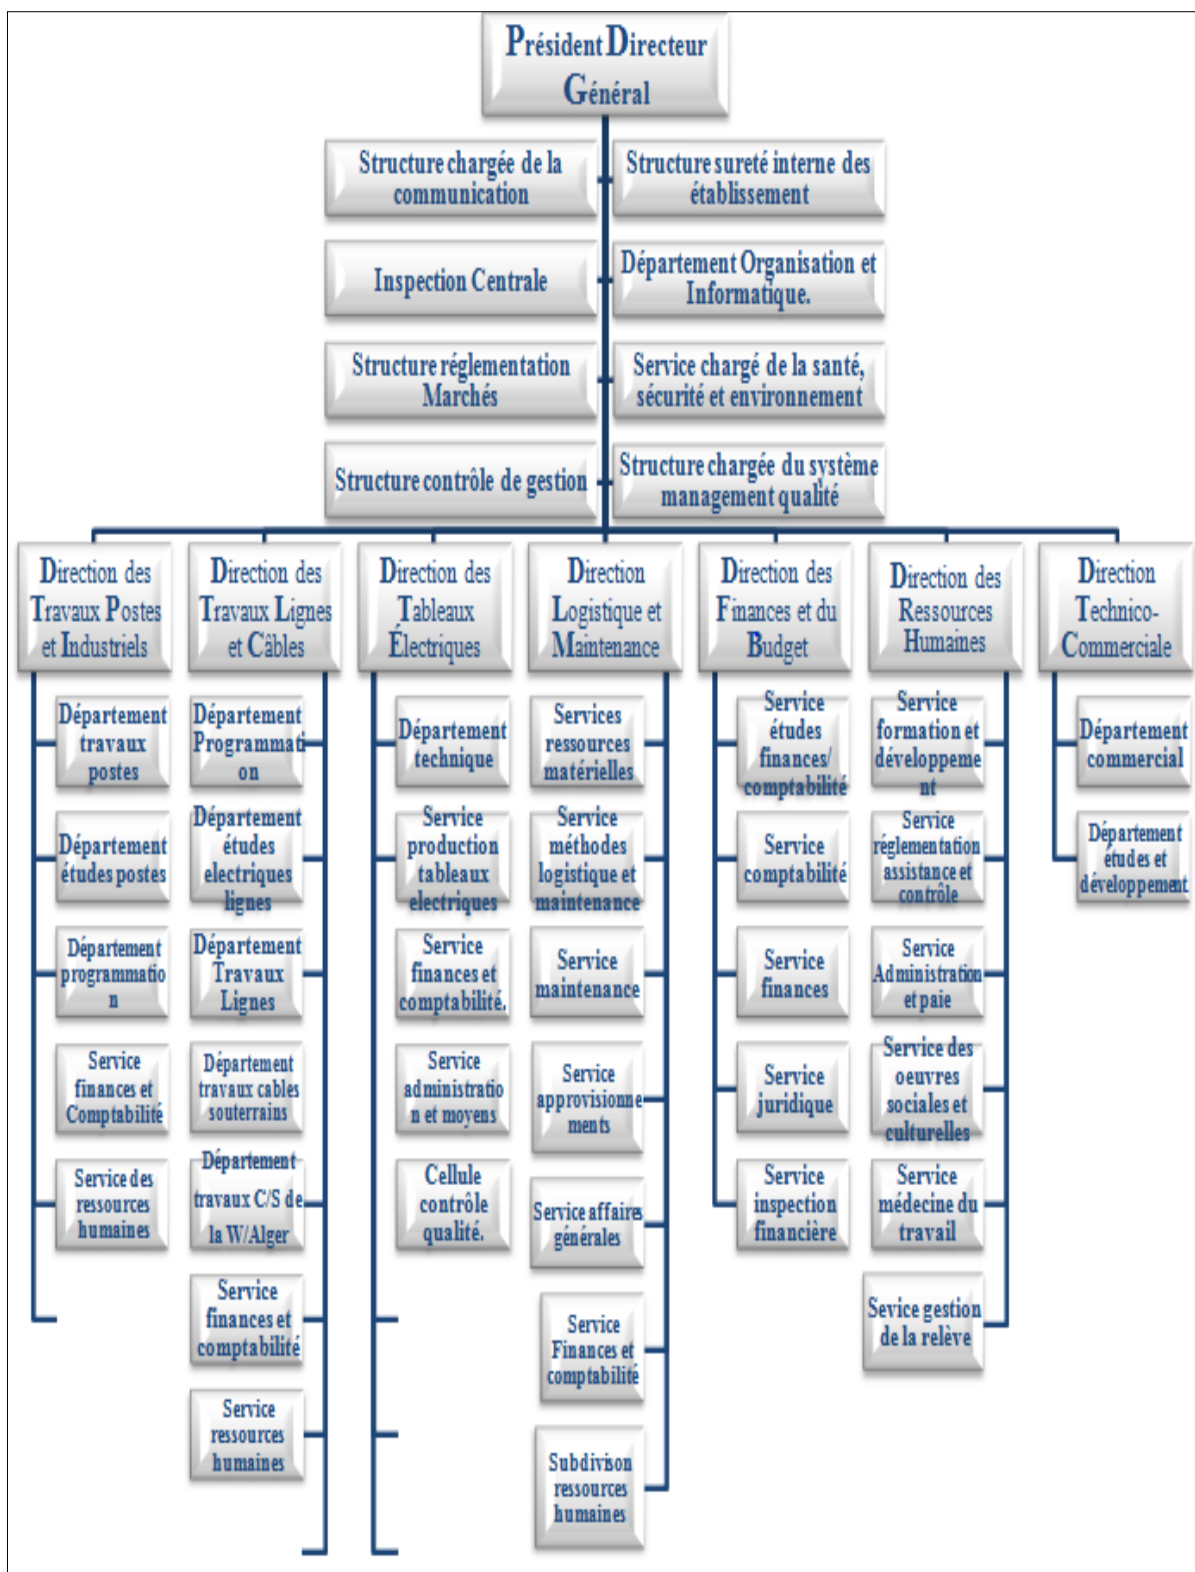 Président Directeur
Général
Structure chargée de la
communication
Structure sureté interne des
établissement
Inspection Centrale
Département Organisation et
Informatique.
Structure réglementation
Marchés
Service chargé de la santé,
sécurité et environnement
Structure contrôle de gestion
Structure chargée du système
management qualité
Direction des
Travaux Postes
et Industriels
Département
travaux
postes
Département
études postes
Département
programmatio
n
Service
finances et
Comptabilité
Service des
ressources
humaines
Direction des
Travaux Lignes
et Câbles
Département
Programmati
on
Département
études
electriques
lignes
Département
Travaux
Lignes
Département
travaux cables
souterrains
Département
travaux C/S de
la W/Alger
Service
finances et
comptabilité
Service
ressources
humaines
Direction des
Tableaux
Électriques
Département
technique
Service
production
tableaux
electriques
Service
finances et
comptabilité.
Service
administratio
n et moyens
Cellule
contrôle
qualité.
Direction
Logistique et
Maintenance
Services
ressources
matérielles
Service
méthodes
logistique et
maintenance
Service
maintenance
Service
approvisionne
ments
Service affaires
générales
Service
Finances et
comptabilité
Subdivison
ressources
humaines
Direction des
Finances et du
Budget
Service
études
finances/
comptabilité
Service
comptabilité
Service
finances
Service
juridique
Service
inspection
financière
Direction des
Ressources
Humaines
Service
formation et
développeme
nt
Service
réglementation
assistance et
contrôle
Service
Administration
et paie
Service des
oeuvres
sociales et
culturelles
Service
médecine du
travail
Sevice gestion
de la relève
Direction
Technico-
Commerciale
Département
commercial
Département
études et
développement